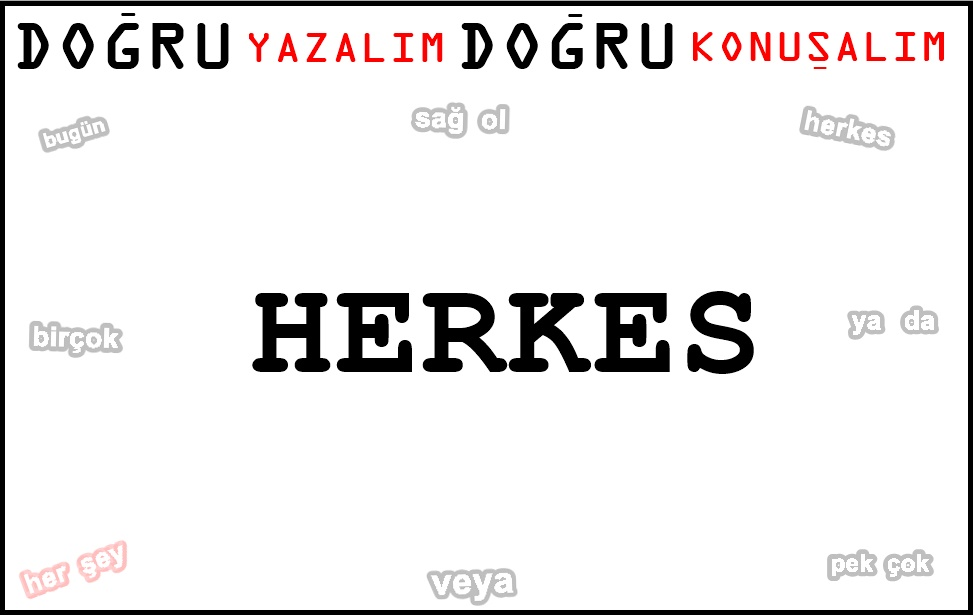 DOĞRU YAZALIM DOĞRU KONUŞALIM
bugün
sağ ol
herkes
HERKES
birçok
ya da
her şey
veya
pek çok